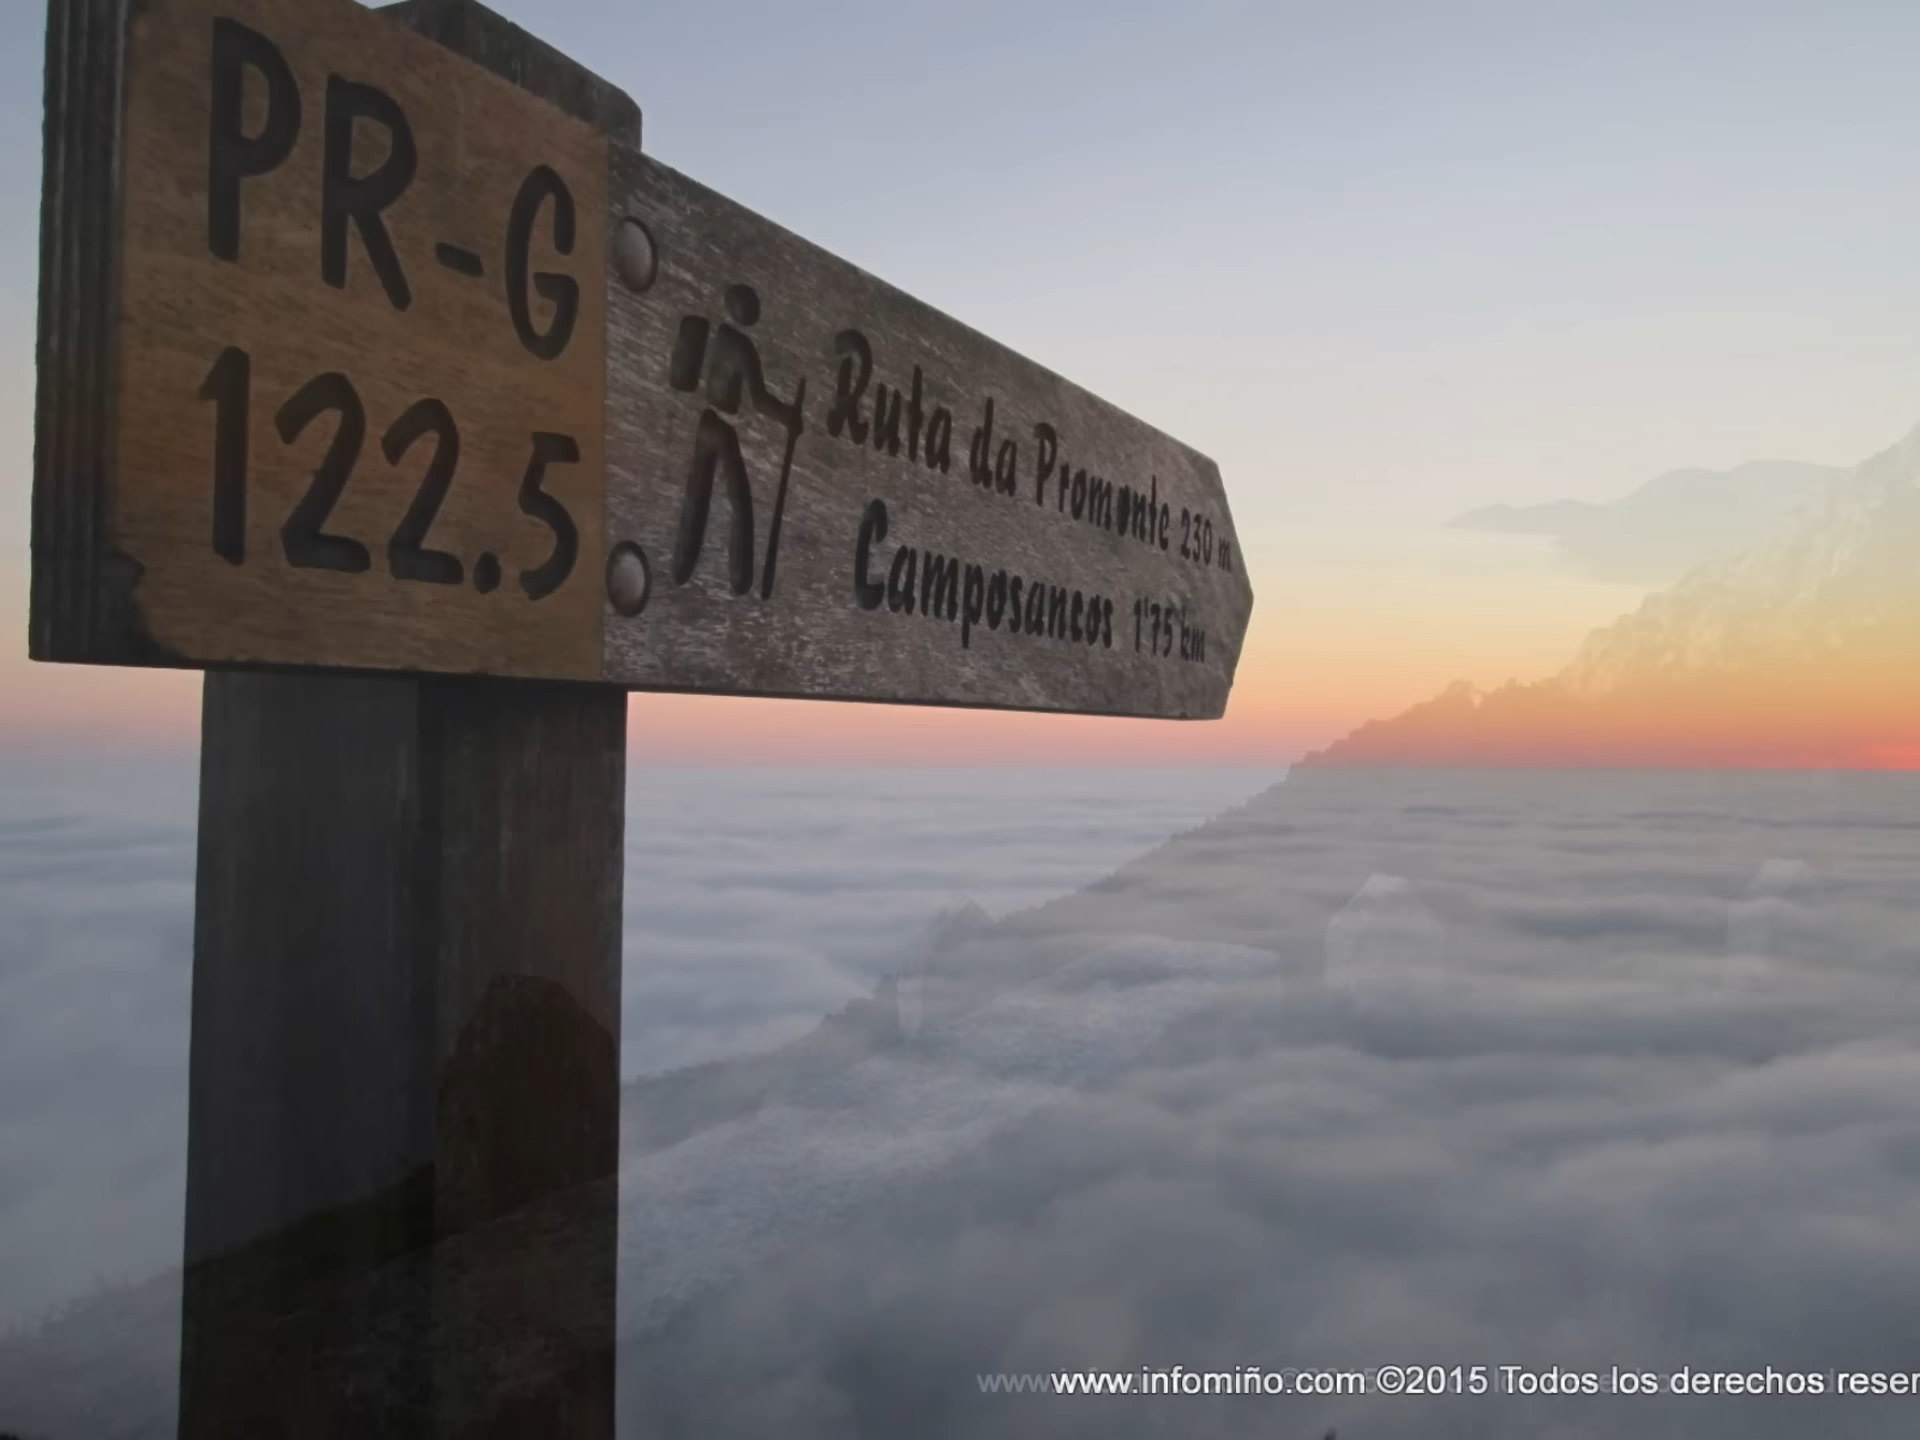 PR-G
122.5
Ruta da Promonte 230 m
Camposancos 1'75 km
www.infomiño.com ©2015 Todos los derechos reser